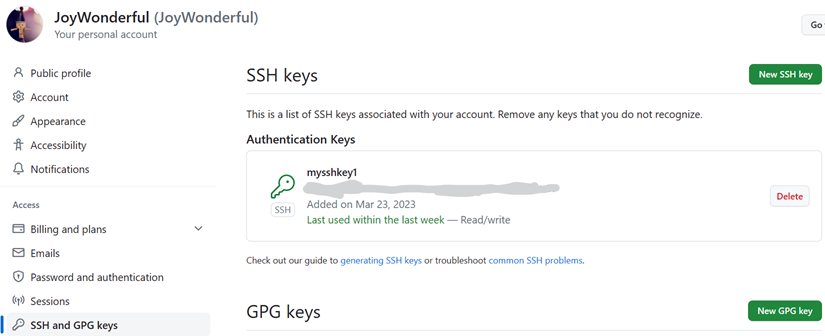 JoyWonderful (JoyWonderful)
Your personal account
Go
Public profile
Account
Appearance
Accessibility
Notifications
Access
Billing and plans
Emails
Password and authentication
Sessions
SSH and GPG keys
SSH keys
New SSH key
This is a list of SSH keys associated with your account. Remove any keys that you do not recognize.
Authentication Keys
mysshkey1
SSH
Added on Mar 23, 2023
Last used within the last week — Read/write
Delete
Check out our guide to generating SSH keys or troubleshoot common SSH problems.
GPG keys
New GPG key